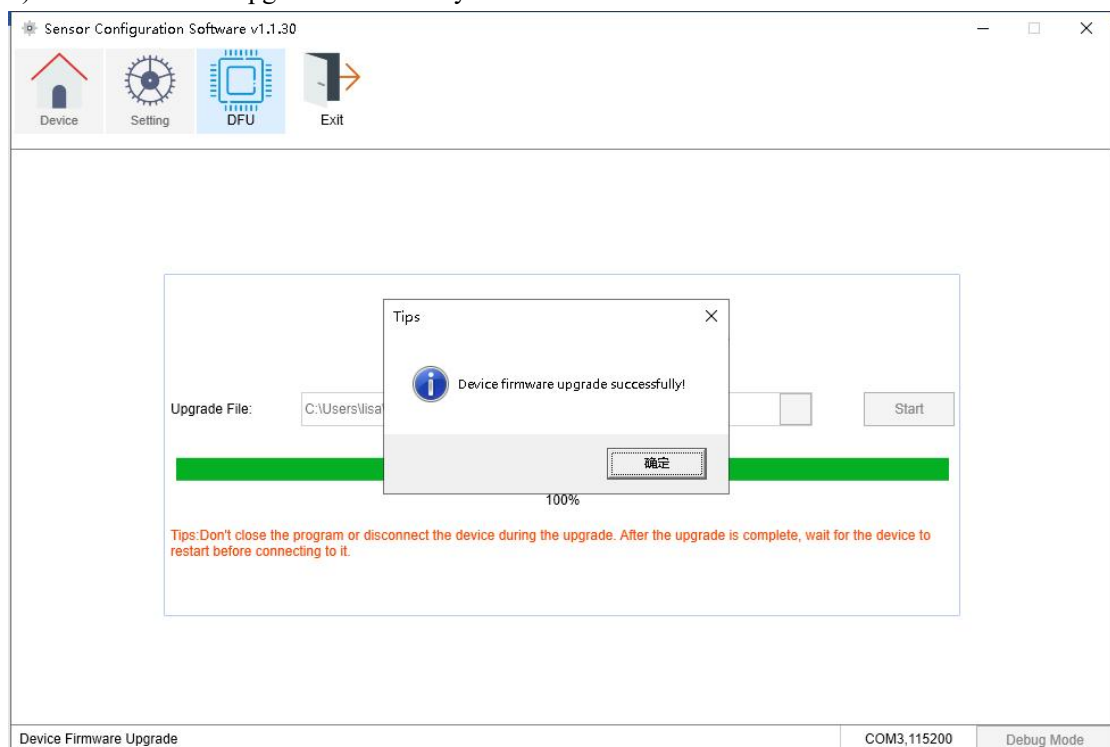 Sensor Configuration Software v1.1.30
Device Setting DFU Exit
Tips
Device firmware upgrade successfully!
Upgrade File: C:\Users\lisa Start
确定
100%
Tips:Don't close the program or disconnect the device during the upgrade. After the upgrade is complete, wait for the device to
restart before connecting to it.
Device Firmware Upgrade COM3,115200 Debug Mode